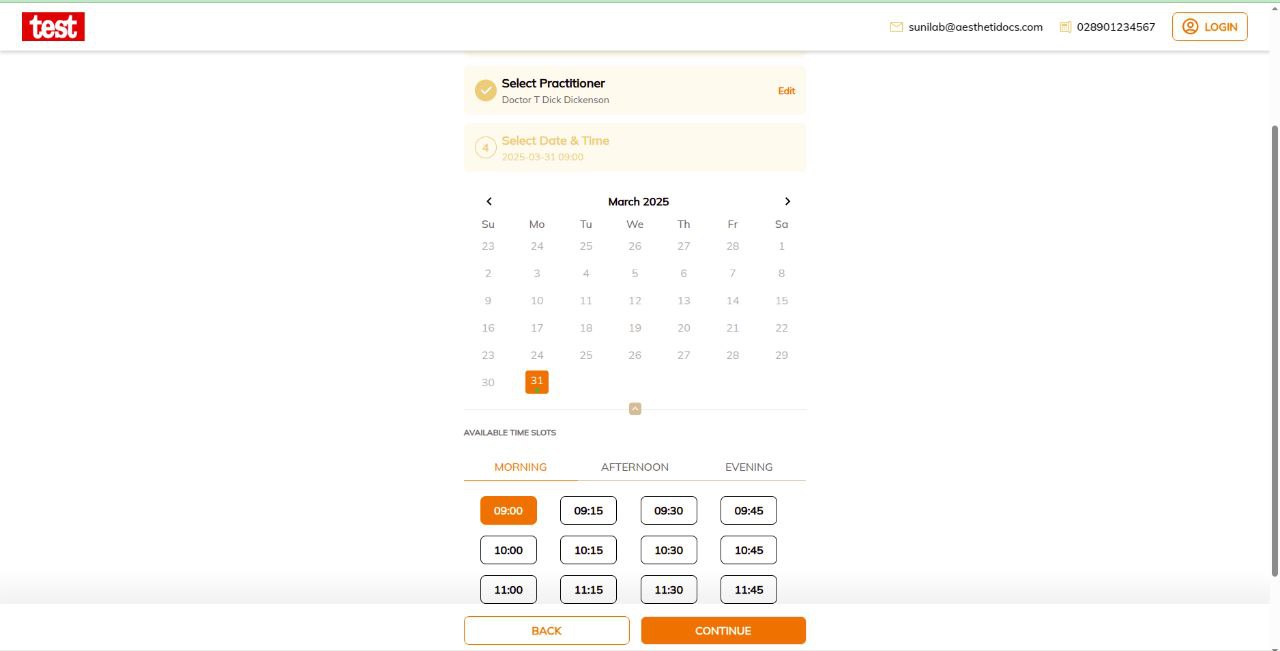 test
sunilab@aesthetidocs.com 028901234567 LOGIN
Select Practitioner
Doctor T Dick Dickenson
Edit
4 Select Date & Time
2025-03-31 09:00
March 2025
Su Mo Tu We Th Fr Sa
23 24 25 26 27 28 1
2 3 4 5 6 7 8
9 10 11 12 13 14 15
16 17 18 19 20 21 22
23 24 25 26 27 28 29
30 31
AVAILABLE TIME SLOTS
MORNING AFTERNOON EVENING
09:00 09:15 09:30 09:45
10:00 10:15 10:30 10:45
11:00 11:15 11:30 11:45
BACK CONTINUE